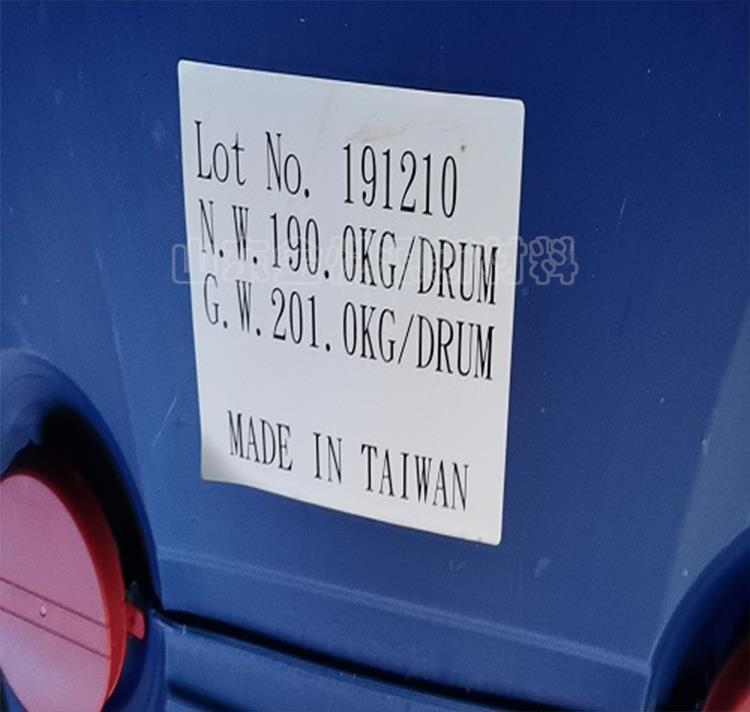 Lot No. 191210
N.W.190.0KG/DRUM
G.W.201.0KG/DRUM
MADE IN TAIWAN